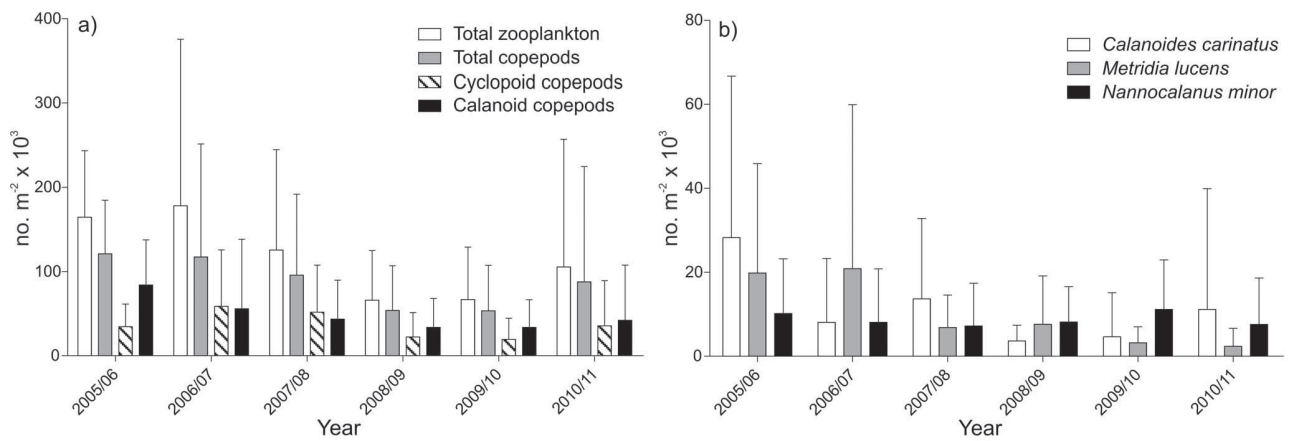 a)
Total zooplankton
Total copepods
Cyclopoid copepods
Calanoid copepods
400
300
200
100
0
no. m⁻² x 10³
2005/06
2006/07
2007/08
2008/09
2009/10
2010/11
Year
b)
Calanoides carinatus
Metridia lucens
Nannocalanus minor
80
60
40
20
0
no. m⁻² x 10³
2005/06
2006/07
2007/08
2008/09
2009/10
2010/11
Year